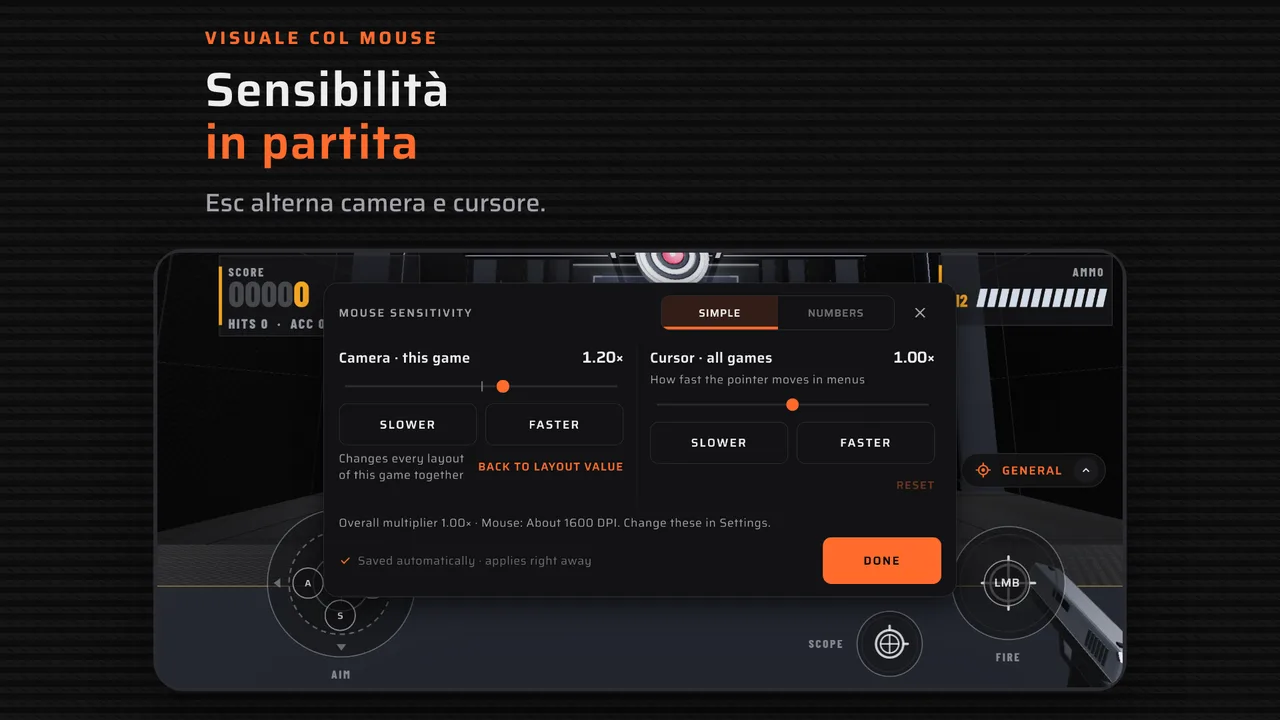 VISUALE COL MOUSE
Sensibilità
in partita
Esc alterna camera e cursore.
SCORE
00000
HITS 0 · ACC 0
AMMO
12
MOUSE SENSITIVITY
SIMPLE
NUMBERS
Camera · this game
1.20×
SLOWER
FASTER
Changes every layout
of this game together
BACK TO LAYOUT VALUE
Cursor · all games
1.00×
How fast the pointer moves in menus
SLOWER
FASTER
RESET
Overall multiplier 1.00× · Mouse: About 1600 DPI. Change these in Settings.
Saved automatically · applies right away
DONE
GENERAL
A
S
AIM
SCOPE
LMB
FIRE